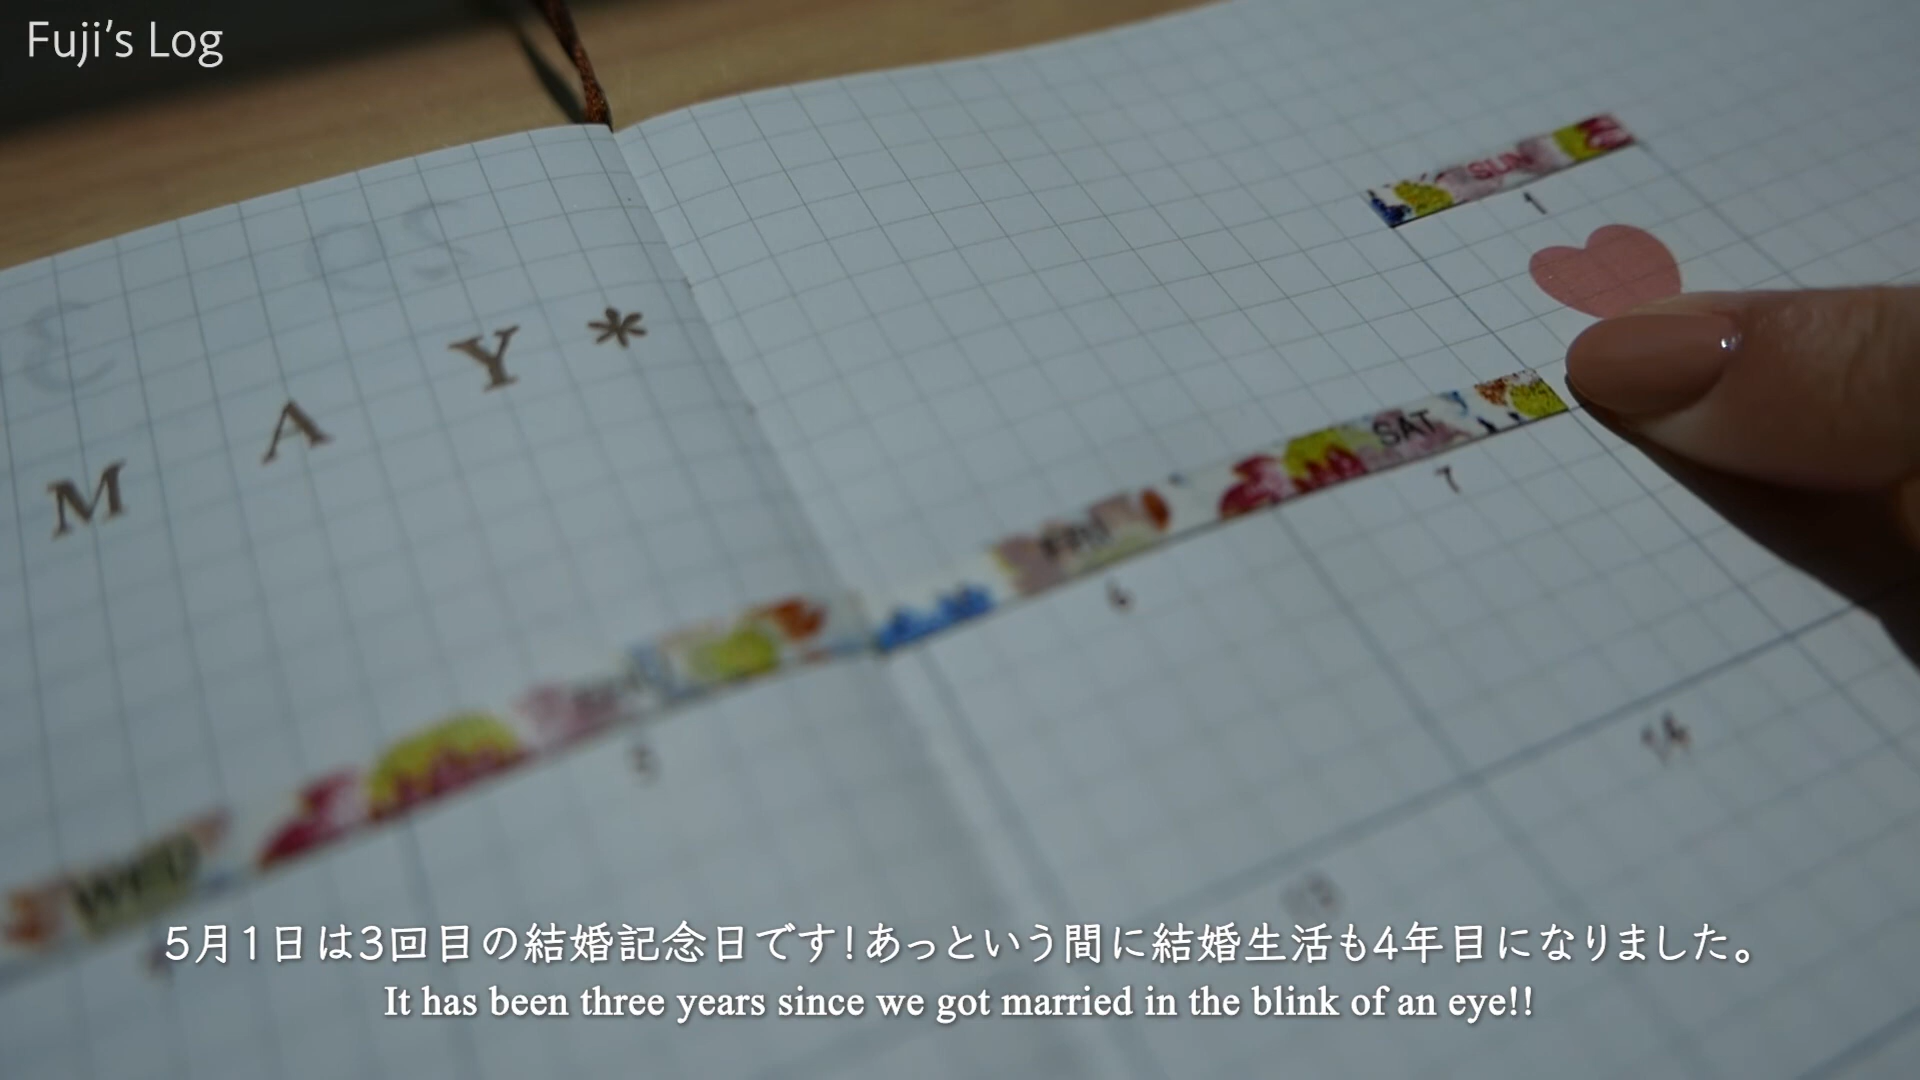 Fuji's Log
SUN
1
M A Y *
SAT
7
FRI
6
5
14
13
WED
5月1日は3回目の結婚記念日です!あっという間に結婚生活も4年目になりました。
It has been three years since we got married in the blink of an eye!!